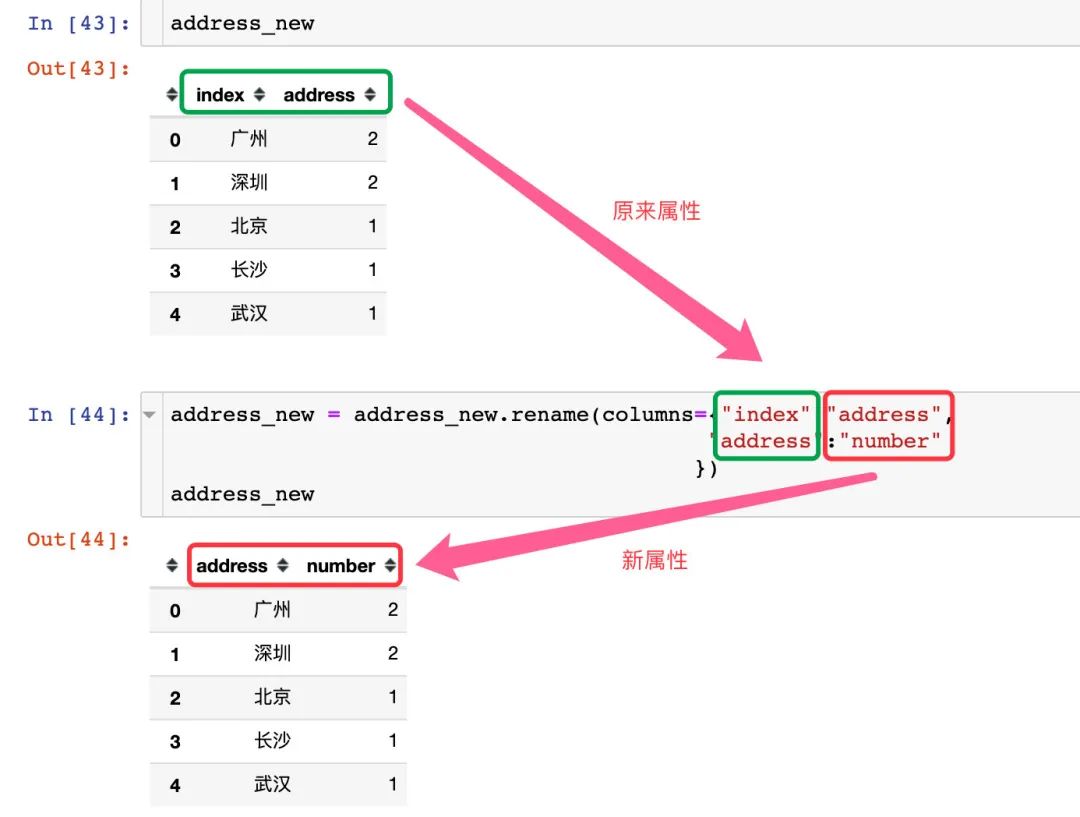 In [43]: address_new
Out[43]:
index address
0 广州 2
1 深圳 2
2 北京 1
3 长沙 1
4 武汉 1
原来属性
In [44]: address_new = address_new.rename(columns={"index" "address",
"address":"number"
})
address_new
新属性
Out[44]:
address number
0 广州 2
1 深圳 2
2 北京 1
3 长沙 1
4 武汉 1